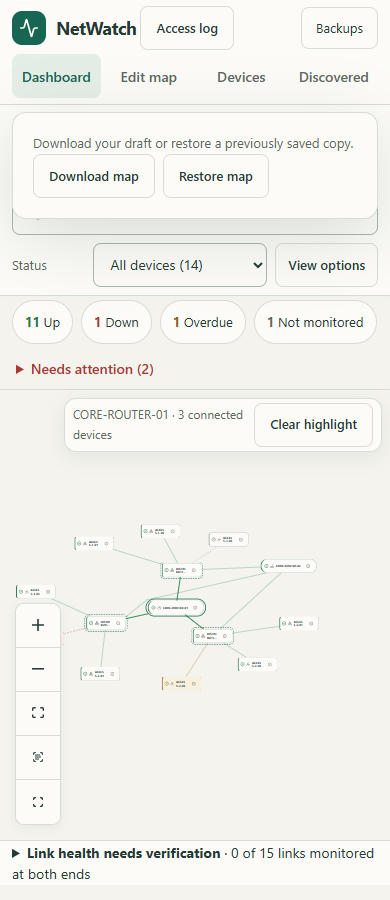 NetWatch
Access log
Backups
Dashboard
Edit map
Devices
Discovered
Download your draft or restore a previously saved copy.
Download map
Restore map
Status
All devices (14)
View options
11 Up
1 Down
1 Overdue
1 Not monitored
Needs attention (2)
CORE-ROUTER-01 · 3 connected
devices
Clear highlight
Link health needs verification · 0 of 15 links monitored
at both ends